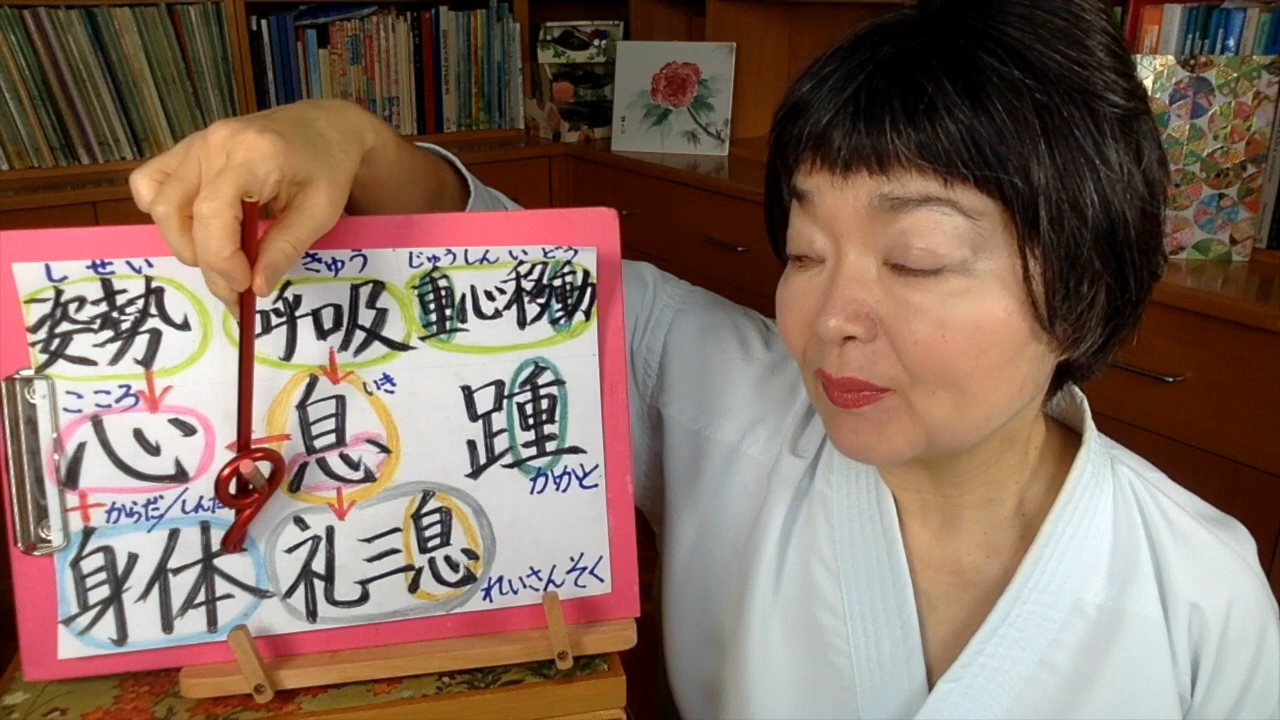 しせい きゅう じゅうしんいどう
姿勢 呼吸 重心移動
こころ いき
心 息 踵
かかと
+ からだ/しんた
身体 礼三息
れいさんそく